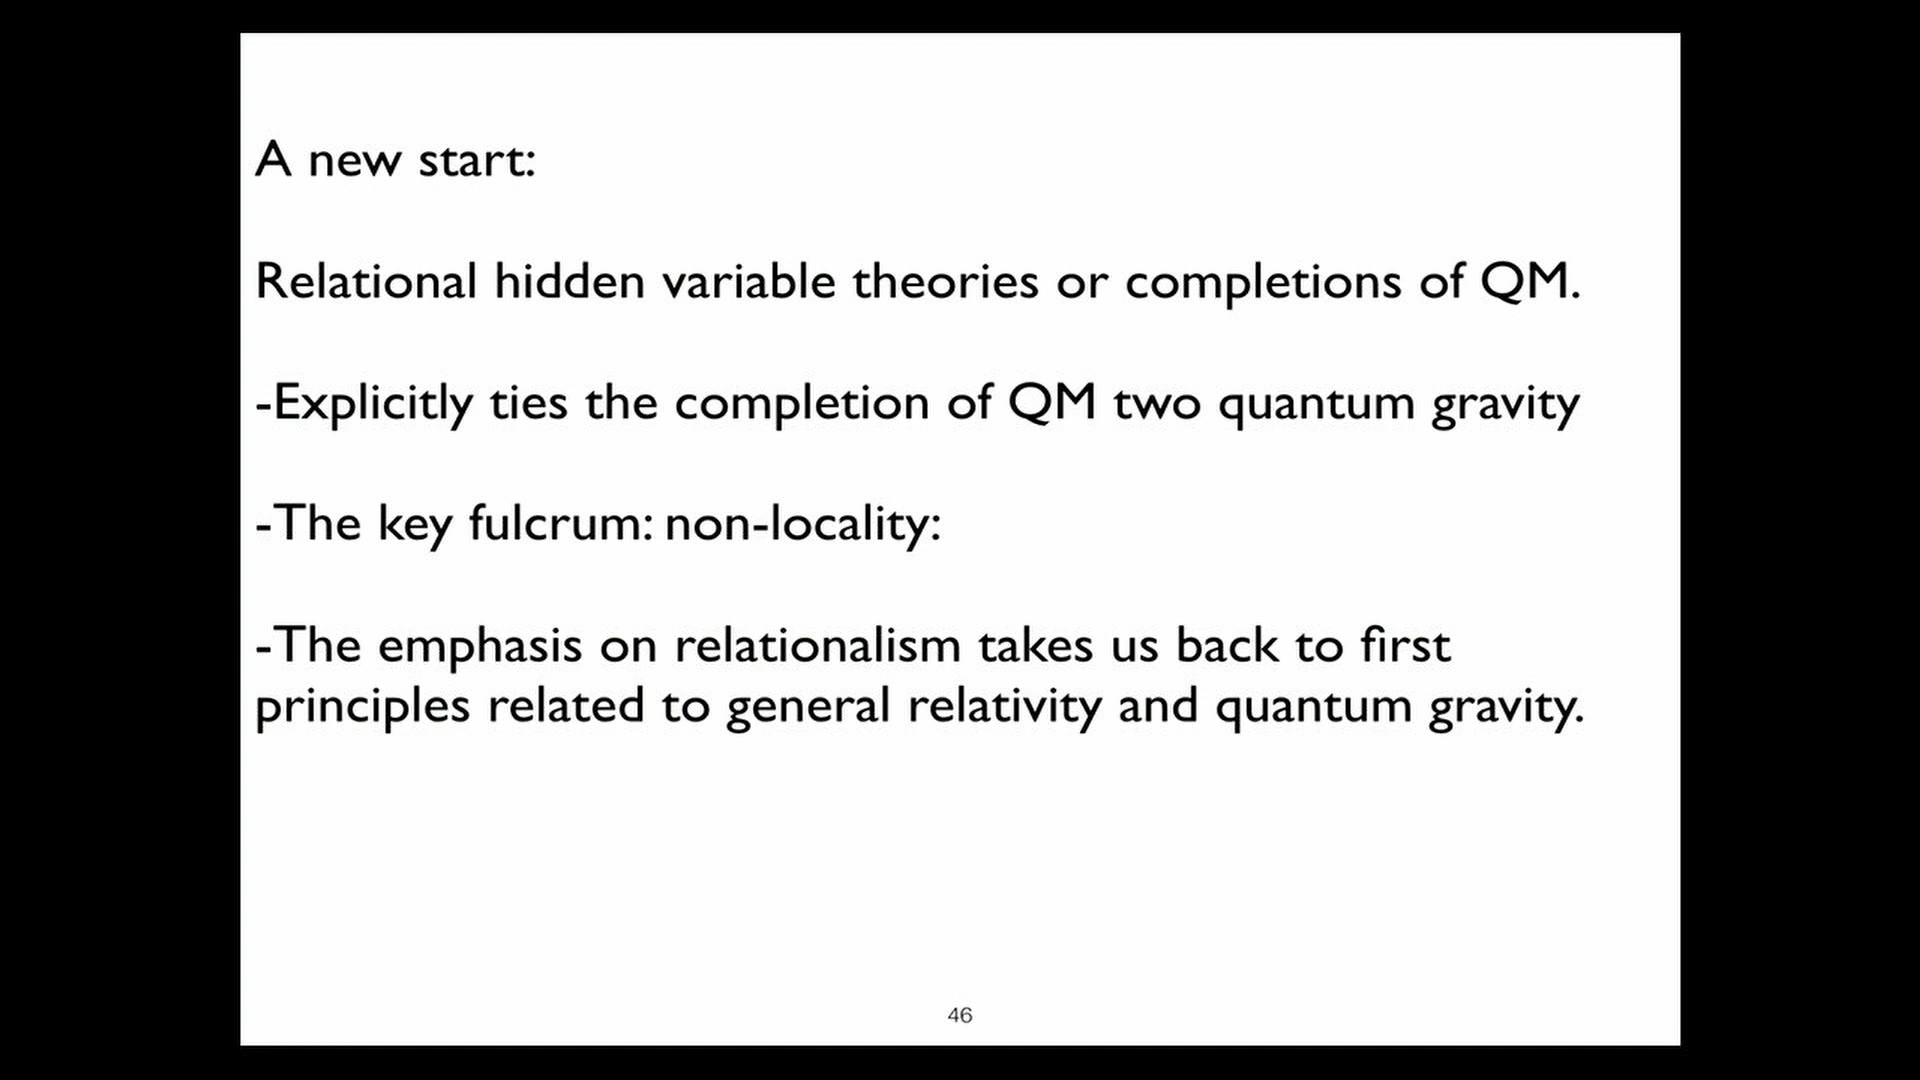 A new start:
Relational hidden variable theories or completions of QM.
-Explicitly ties the completion of QM two quantum gravity
-The key fulcrum: non-locality:
-The emphasis on relationalism takes us back to first
principles related to general relativity and quantum gravity.
46